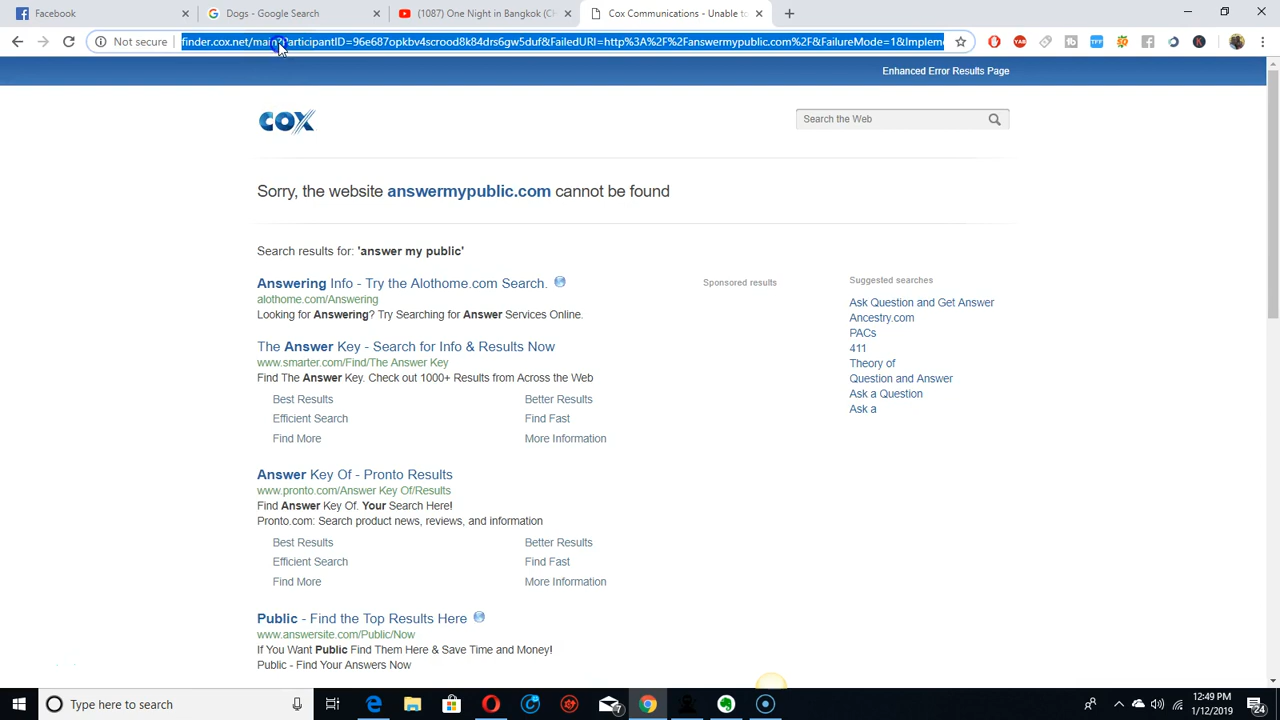 Facebook
Dogs - Google Search
(1087) One Night in Bangkok (Ch
Cox Communications - Unable to
Not secure
finder.cox.net/main?ParticipantID=96e687opkbv4scrood8k84drs6gw5duf&FailedURI=http%3A%2F%2Fanswermypublic.com%2F&FailureMode=1&Implem
Enhanced Error Results Page
COX
Search the Web
Sorry, the website answermypublic.com cannot be found
Search results for: 'answer my public'
Answering Info - Try the Alothome.com Search.
alothome.com/Answering
Looking for Answering? Try Searching for Answer Services Online.
The Answer Key - Search for Info & Results Now
www.smarter.com/Find/The Answer Key
Find The Answer Key. Check out 1000+ Results from Across the Web
Best Results
Better Results
Efficient Search
Find Fast
Find More
More Information
Answer Key Of - Pronto Results
www.pronto.com/Answer Key Of/Results
Find Answer Key Of. Your Search Here!
Pronto.com: Search product news, reviews, and information
Best Results
Better Results
Efficient Search
Find Fast
Find More
More Information
Public - Find the Top Results Here
www.answersite.com/Public/Now
If You Want Public Find Them Here & Save Time and Money!
Public - Find Your Answers Now
Sponsored results
Suggested searches
Ask Question and Get Answer
Ancestry.com
PACs
411
Theory of
Question and Answer
Ask a Question
Ask a
Type here to search
7
12:49 PM
1/12/2019
24